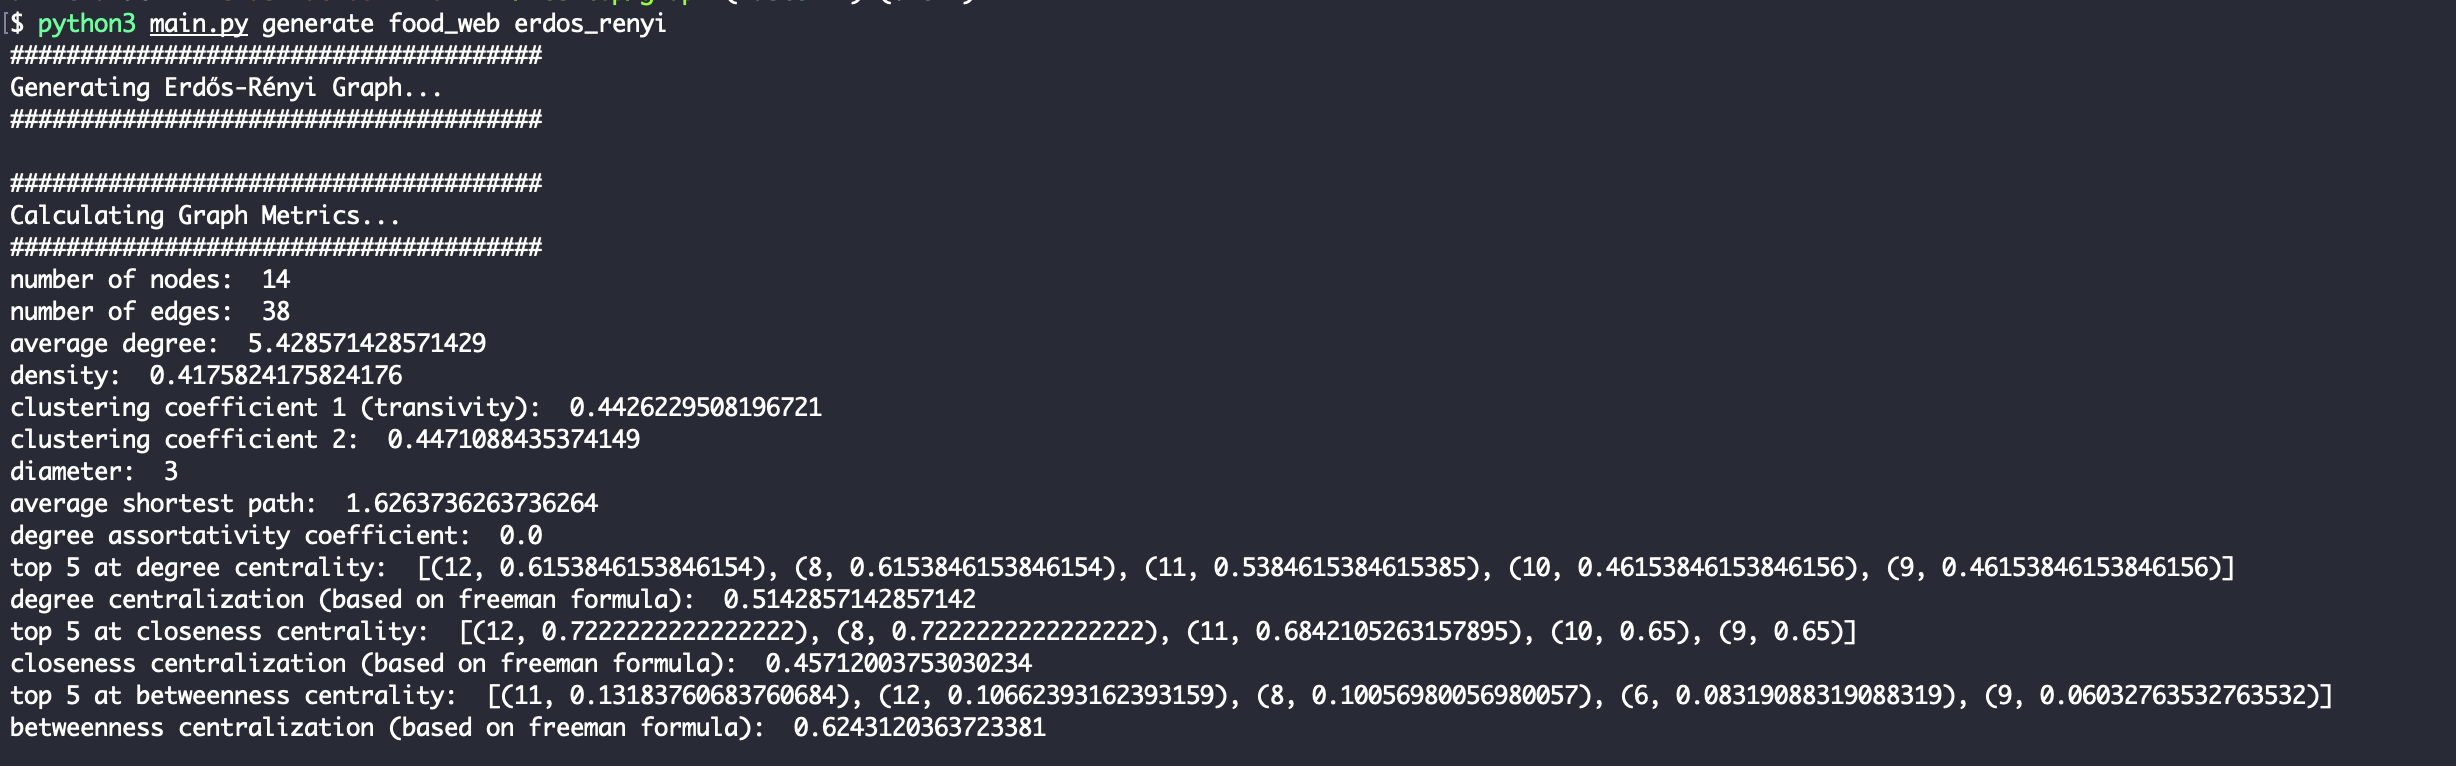 [$ python3 main.py generate food_web erdos_renyi
######################################
Generating Erdős-Rényi Graph...
######################################
######################################
Calculating Graph Metrics...
######################################
number of nodes:  14
number of edges:  38
average degree:  5.428571428571429
density:  0.4175824175824176
clustering coefficient 1 (transivity):  0.4426229508196721
clustering coefficient 2:  0.4471088435374149
diameter:  3
average shortest path:  1.6263736263736264
degree assortativity coefficient:  0.0
top 5 at degree centrality:  [(12, 0.6153846153846154), (8, 0.6153846153846154), (11, 0.5384615384615385), (10, 0.46153846153846156), (9, 0.46153846153846156)]
degree centralization (based on freeman formula):  0.5142857142857142
top 5 at closeness centrality:  [(12, 0.7222222222222222), (8, 0.7222222222222222), (11, 0.6842105263157895), (10, 0.65), (9, 0.65)]
closeness centralization (based on freeman formula):  0.45712003753030234
top 5 at betweenness centrality:  [(11, 0.13183760683760684), (12, 0.10662393162393159), (8, 0.10056980056980057), (6, 0.08319088319088319), (9, 0.06032763532763532)]
betweenness centralization (based on freeman formula):  0.6243120363723381